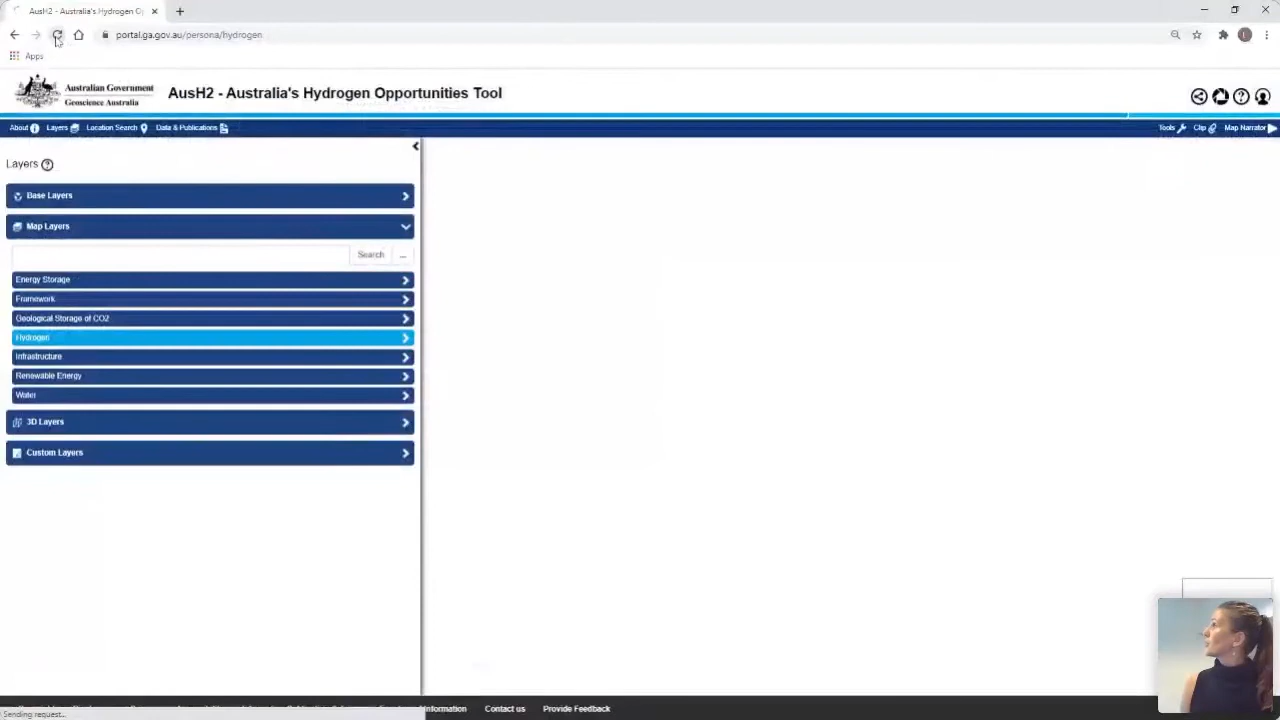 AusH2 - Australia's Hydrogen Op
portal.ga.gov.au/persona/hydrogen
Apps
Australian Government
Geoscience Australia
AusH2 - Australia's Hydrogen Opportunities Tool
About
Layers
Location Search
Data & Publications
Tools
Clip
Map Narrator
Layers
Base Layers
Map Layers
Search ...
Energy Storage
Framework
Geological Storage of CO2
Hydrogen
Infrastructure
Renewable Energy
Water
3D Layers
Custom Layers
Information
Contact us
Provide Feedback
Sending request...